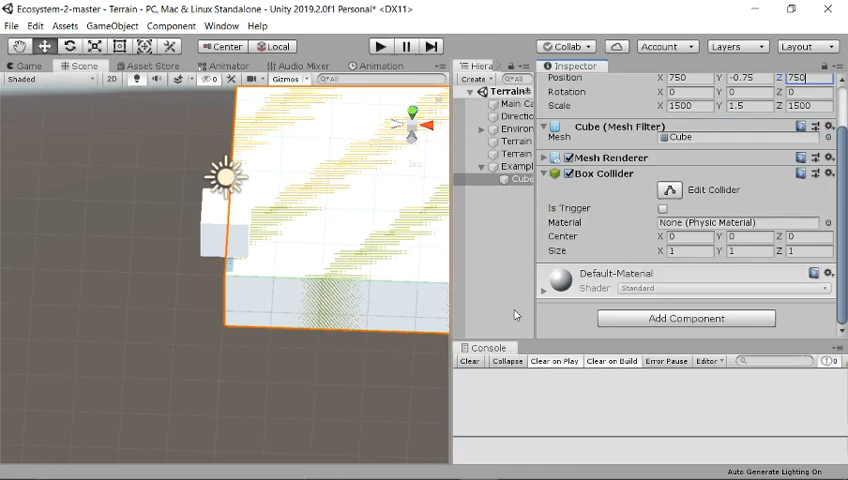 Ecosystem-2-master - Terrain - PC, Mac & Linux Standalone - Unity 2019.2.0f1 Personal* <DX11>
File Edit Assets GameObject Component Window Help
Center Local Collab Account Layers Layout
Game Scene Asset Store Animator Audio Mixer Animation
Shaded 2D 0 Gizmos All
Iso
Hiera
Create All
Terrain*
Main Ca
Directio
Environ
Terrain
Terrain
Exampl
Cube
Inspector
Position X 750 Y -0.75 Z 750
Rotation X 0 Y 0 Z 0
Scale X 1500 Y 1.5 Z 1500
Cube (Mesh Filter)
Mesh Cube
Mesh Renderer
Box Collider
Edit Collider
Is Trigger
Material None (Physic Material)
Center X 0 Y 0 Z 0
Size X 1 Y 1 Z 1
Default-Material
Shader Standard
Add Component
Console
Clear Collapse Clear on Play Clear on Build Error Pause Editor 0
Auto Generate Lighting On